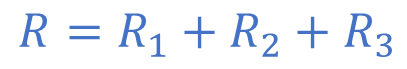 R = R₁ + R₂ + R₃